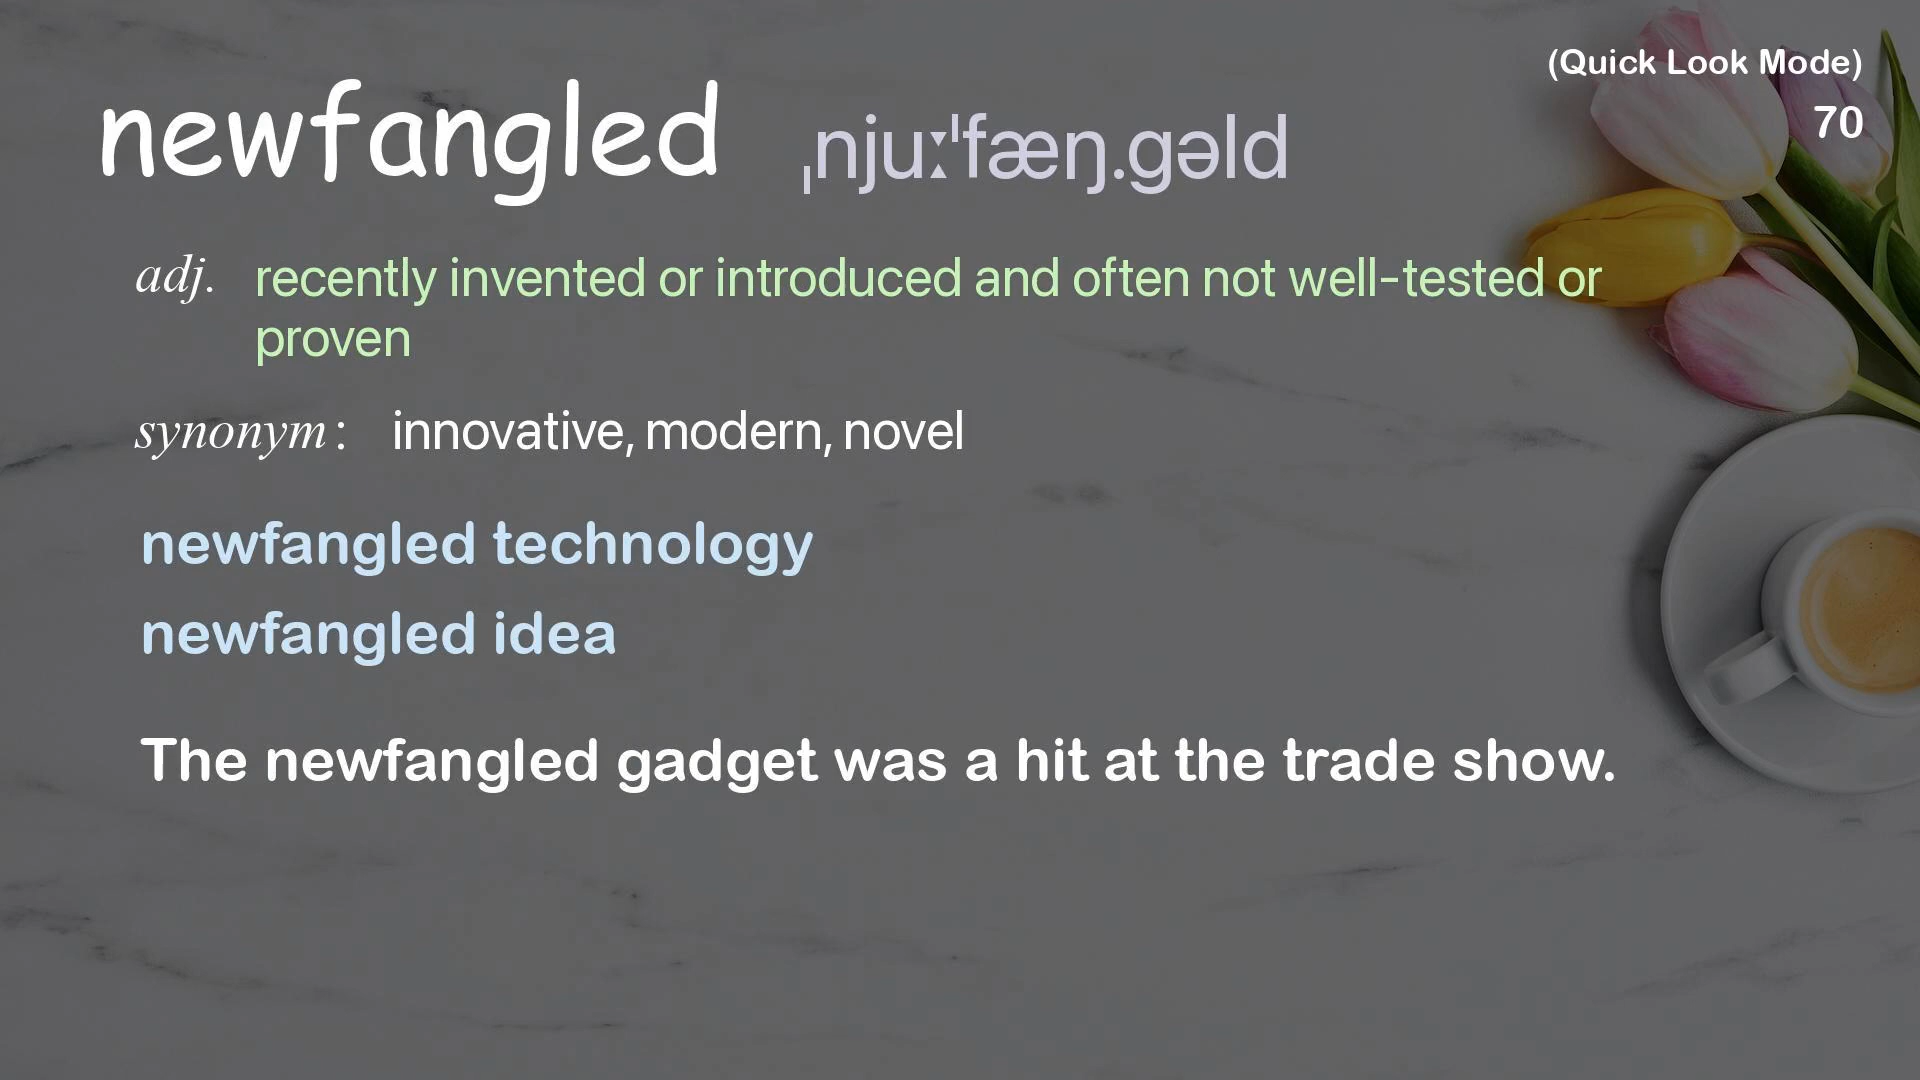 (Quick Look Mode)
70
newfangled ˌnjuːˈfæŋ.ɡəld
adj. recently invented or introduced and often not well-tested or
proven
synonym: innovative, modern, novel
newfangled technology
newfangled idea
The newfangled gadget was a hit at the trade show.